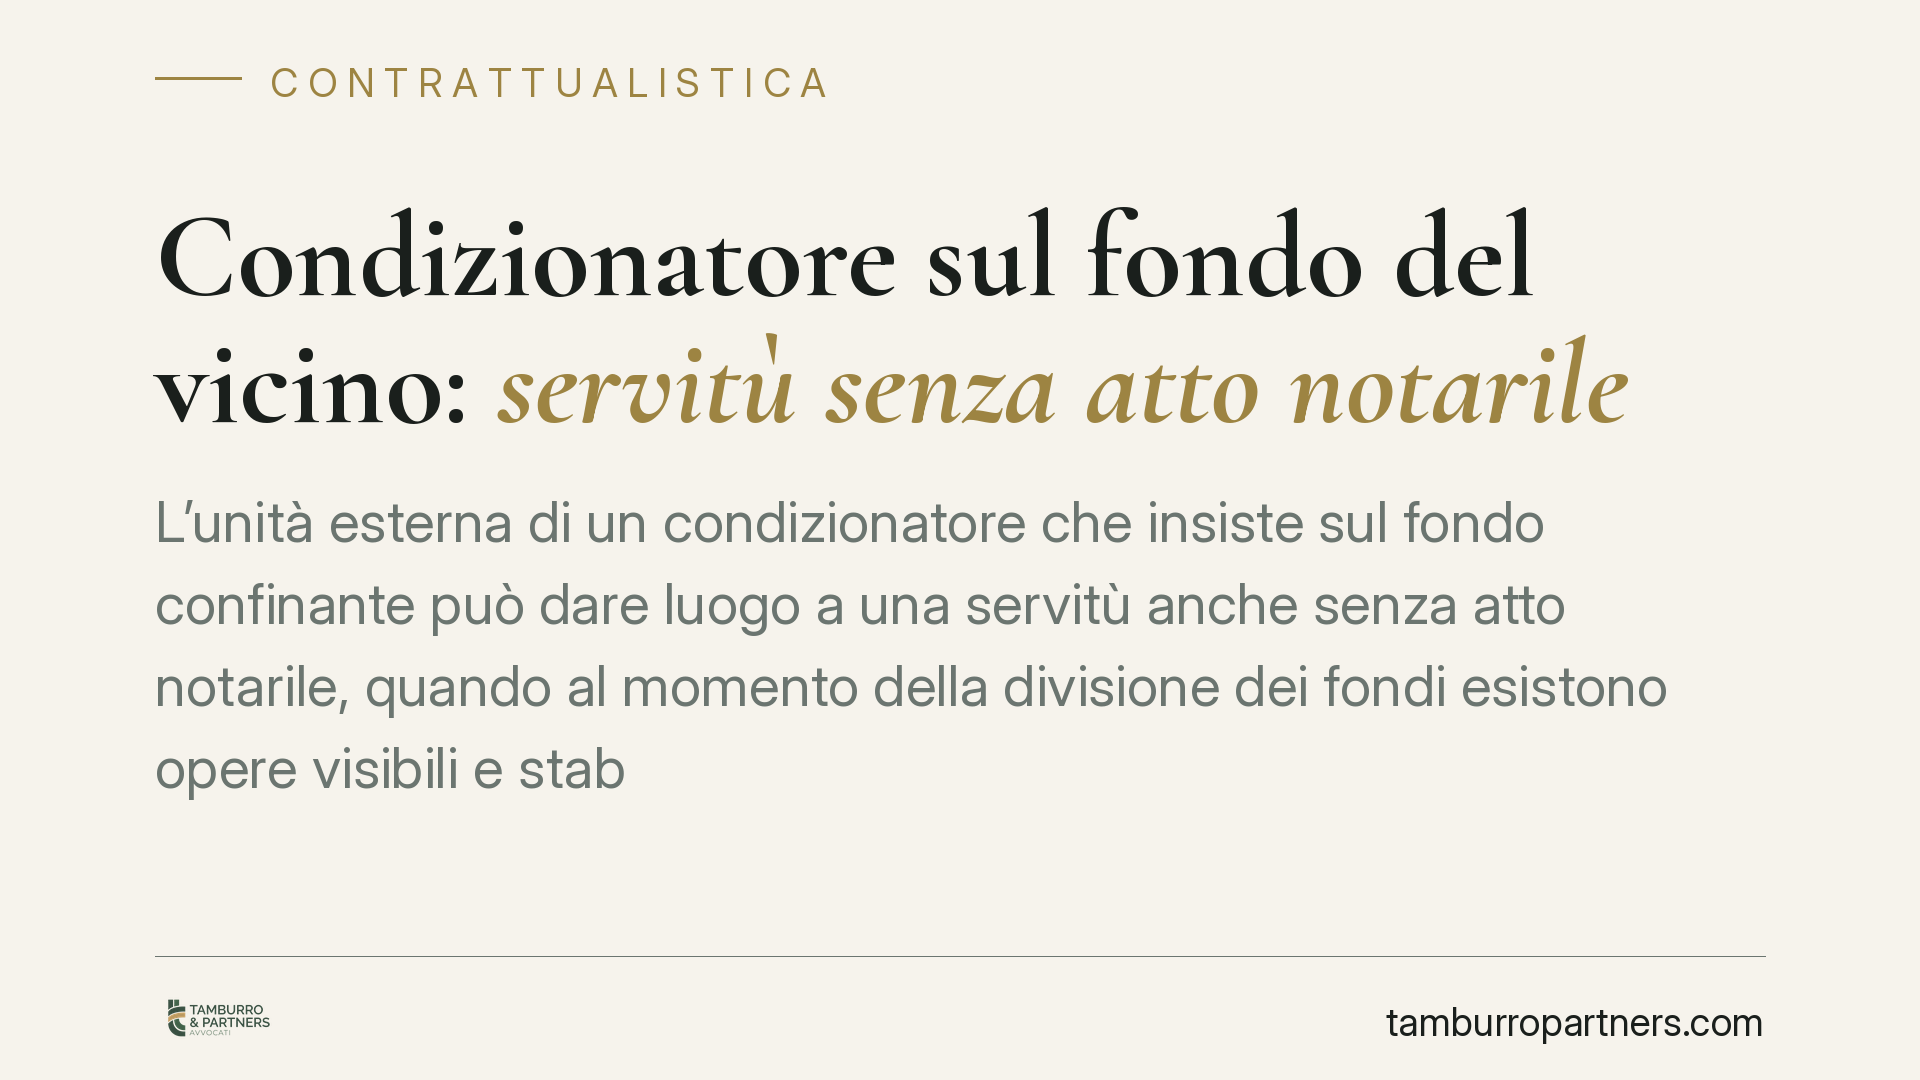 CONTRATTUALISTICA
Condizionatore sul fondo del
vicino: servitù senza atto notarile
L’unità esterna di un condizionatore che insiste sul fondo
confinante può dare luogo a una servitù anche senza atto
notarile, quando al momento della divisione dei fondi esistono
opere visibili e stab
TAMBURRO
& PARTNERS
AVVOCATI
tamburropartners.com